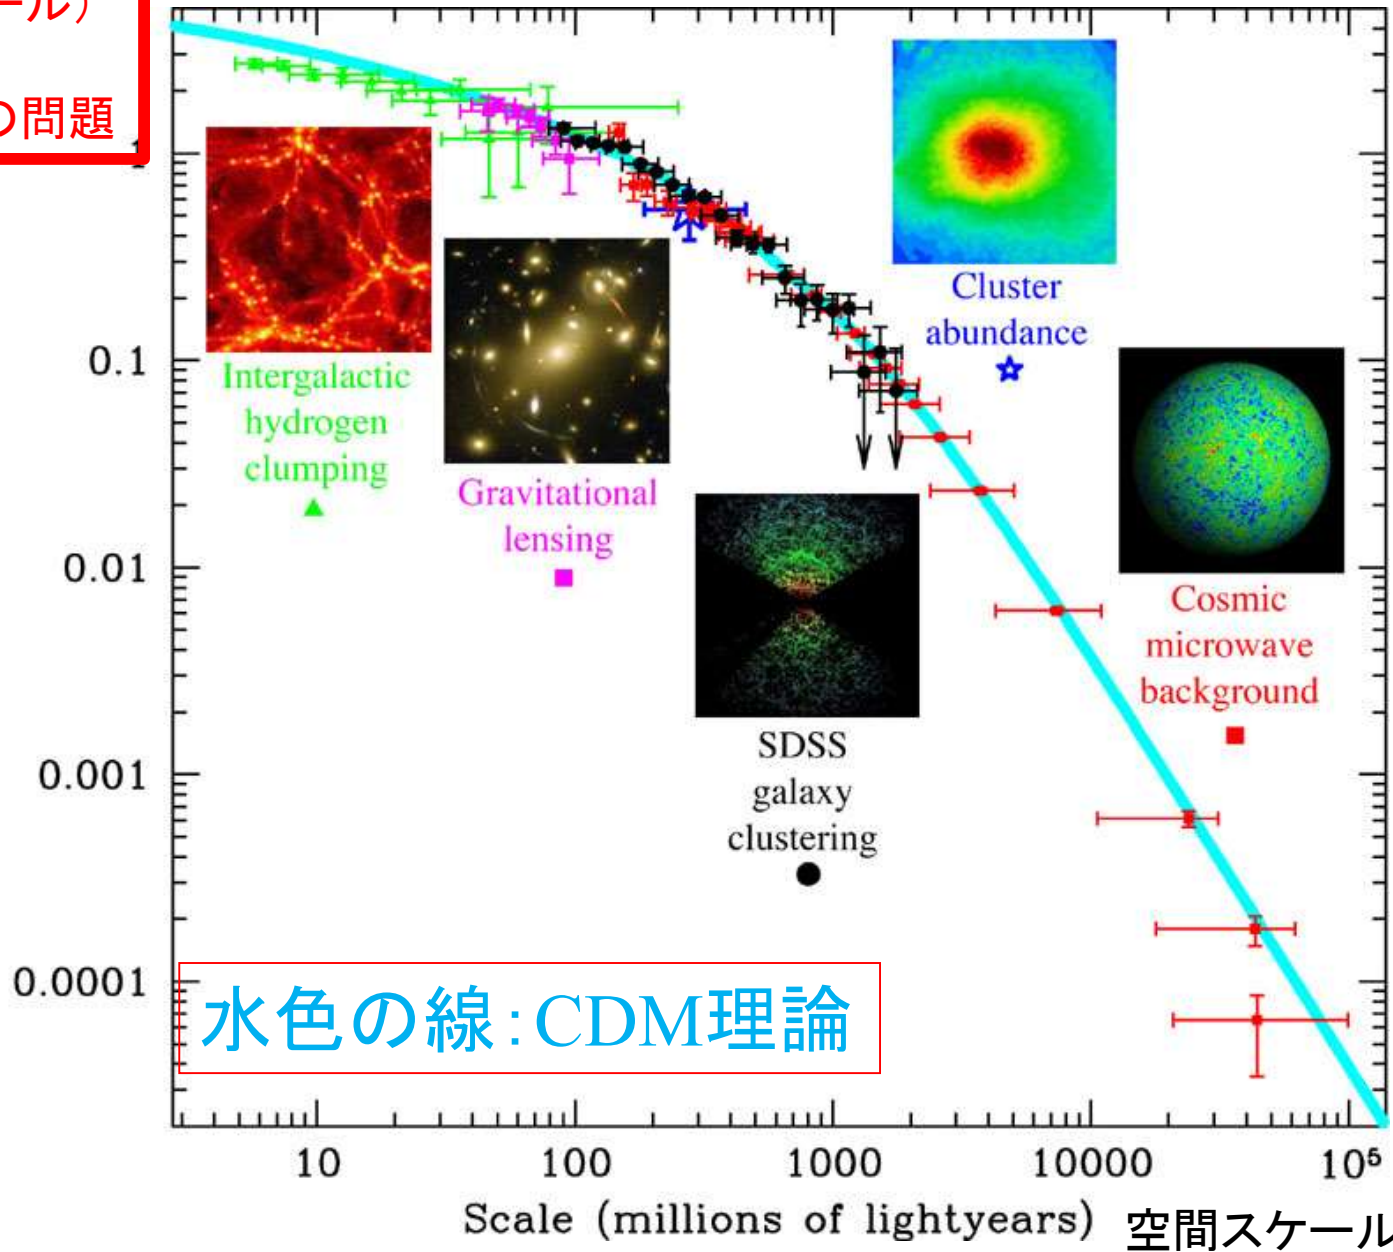 ール）
の問題
1
0.1
0.01
0.001
0.0001
Intergalactic
hydrogen
clumping
Gravitational
lensing
Cluster
abundance
SDSS
galaxy
clustering
Cosmic
microwave
background
水色の線：CDM理論
10
100
1000
10000
10⁵
Scale (millions of lightyears)
空間スケール